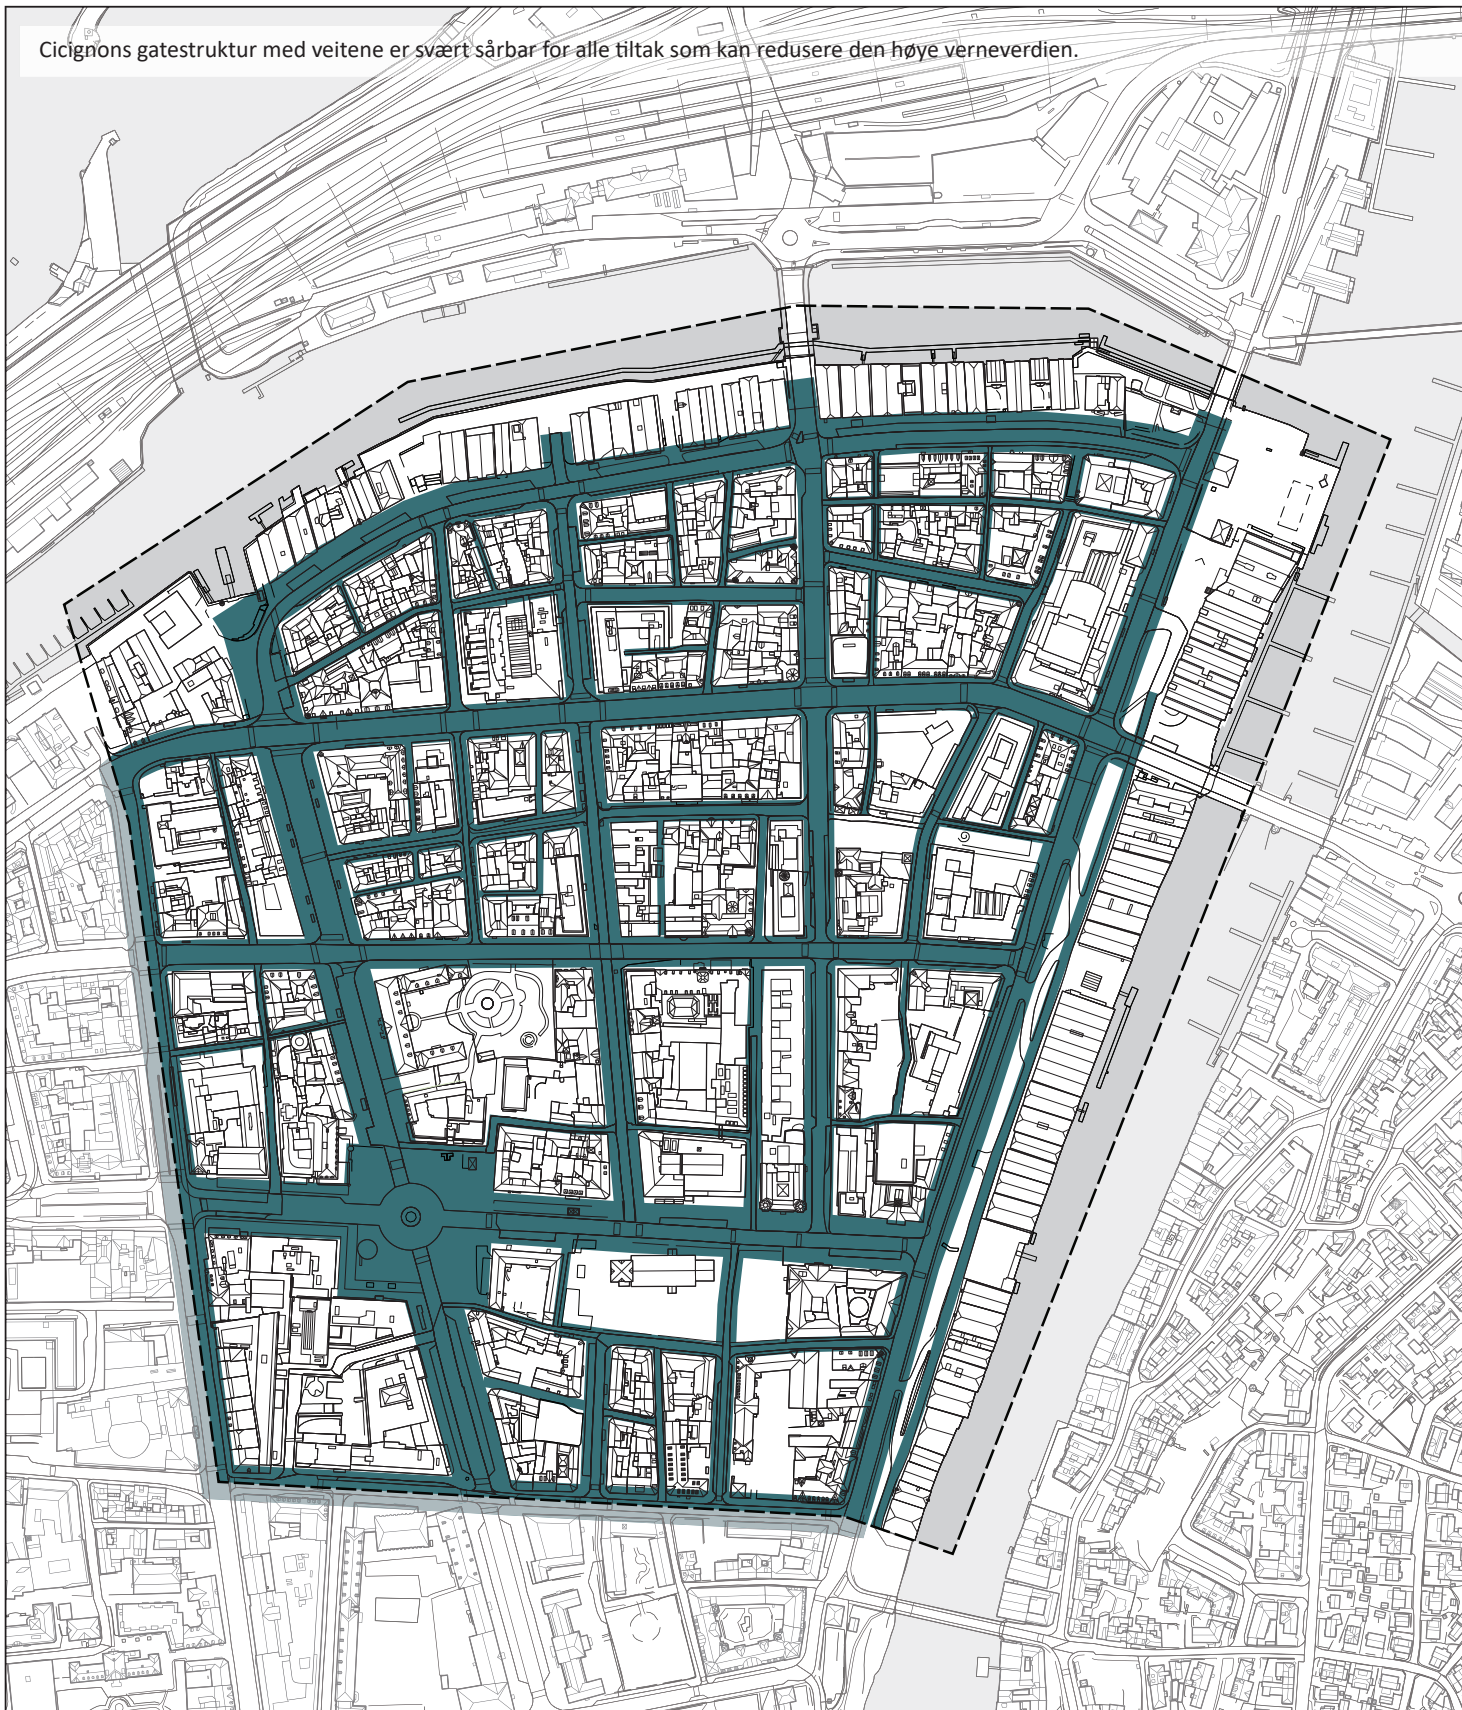 Cicignons gatestruktur med veitene er svært sårbar for alle tiltak som kan redusere den høye verneverdien.